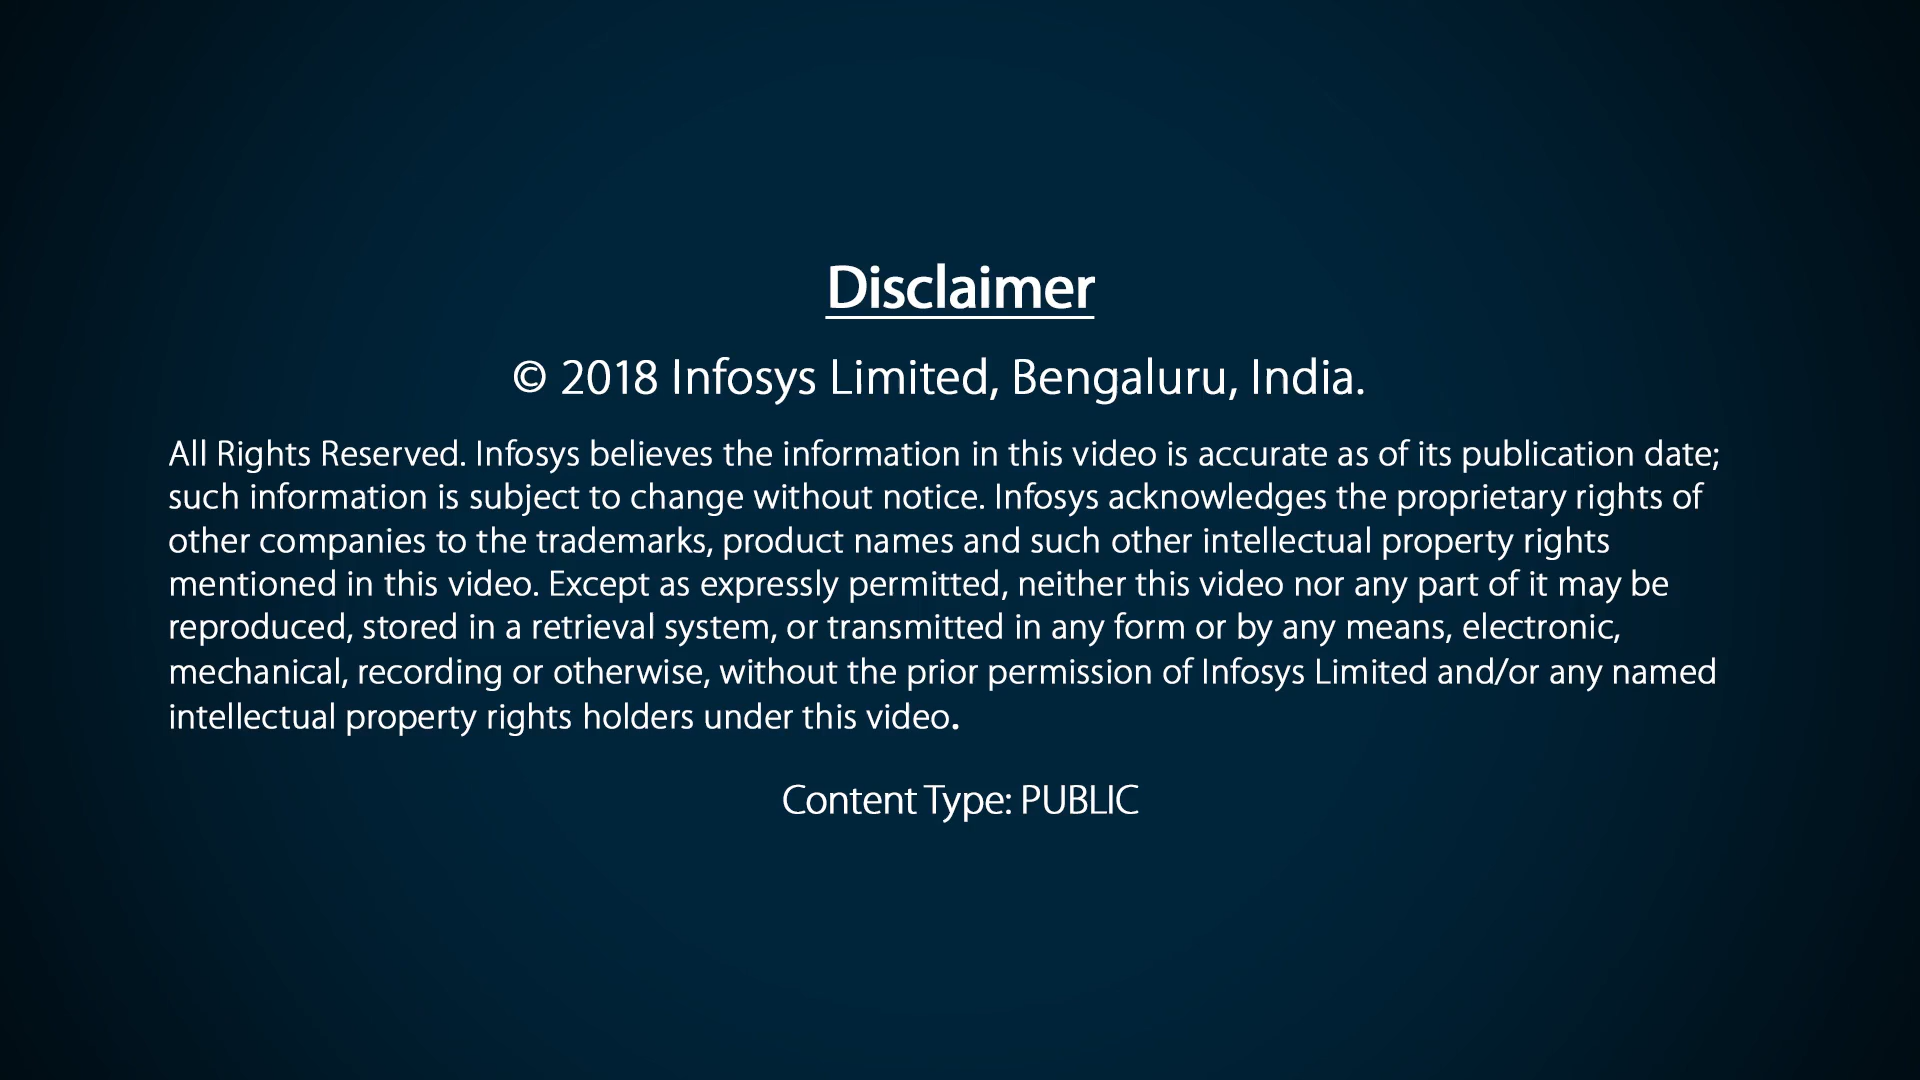 Disclaimer
© 2018 Infosys Limited, Bengaluru, India.
All Rights Reserved. Infosys believes the information in this video is accurate as of its publication date;
such information is subject to change without notice. Infosys acknowledges the proprietary rights of
other companies to the trademarks, product names and such other intellectual property rights
mentioned in this video. Except as expressly permitted, neither this video nor any part of it may be
reproduced, stored in a retrieval system, or transmitted in any form or by any means, electronic,
mechanical, recording or otherwise, without the prior permission of Infosys Limited and/or any named
intellectual property rights holders under this video.
Content Type: PUBLIC